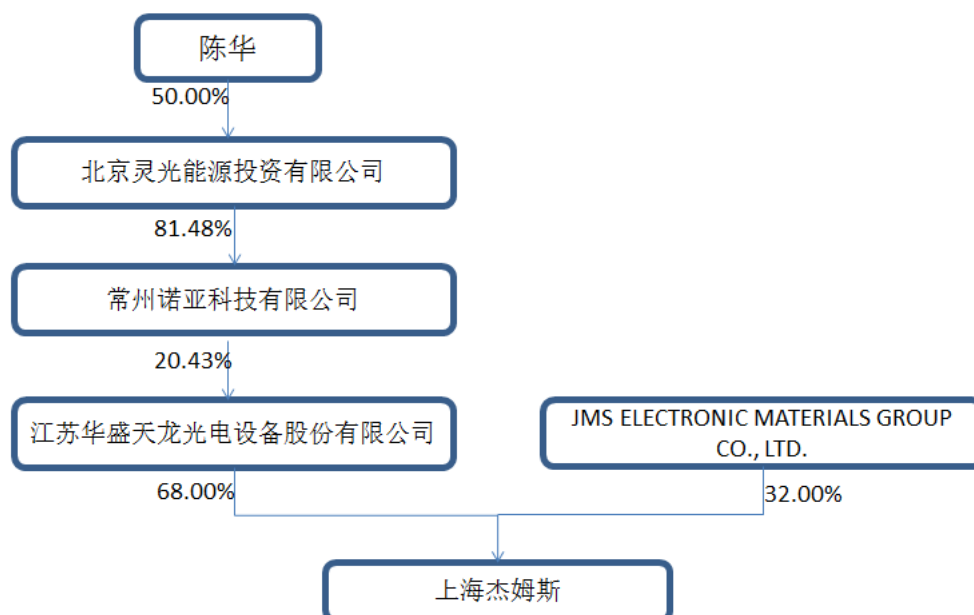 陈华
50.00%
北京灵光能源投资有限公司
81.48%
常州诺亚科技有限公司
20.43%
江苏华盛天龙光电设备股份有限公司
JMS ELECTRONIC MATERIALS GROUP
CO., LTD.
68.00%
32.00%
上海杰姆斯